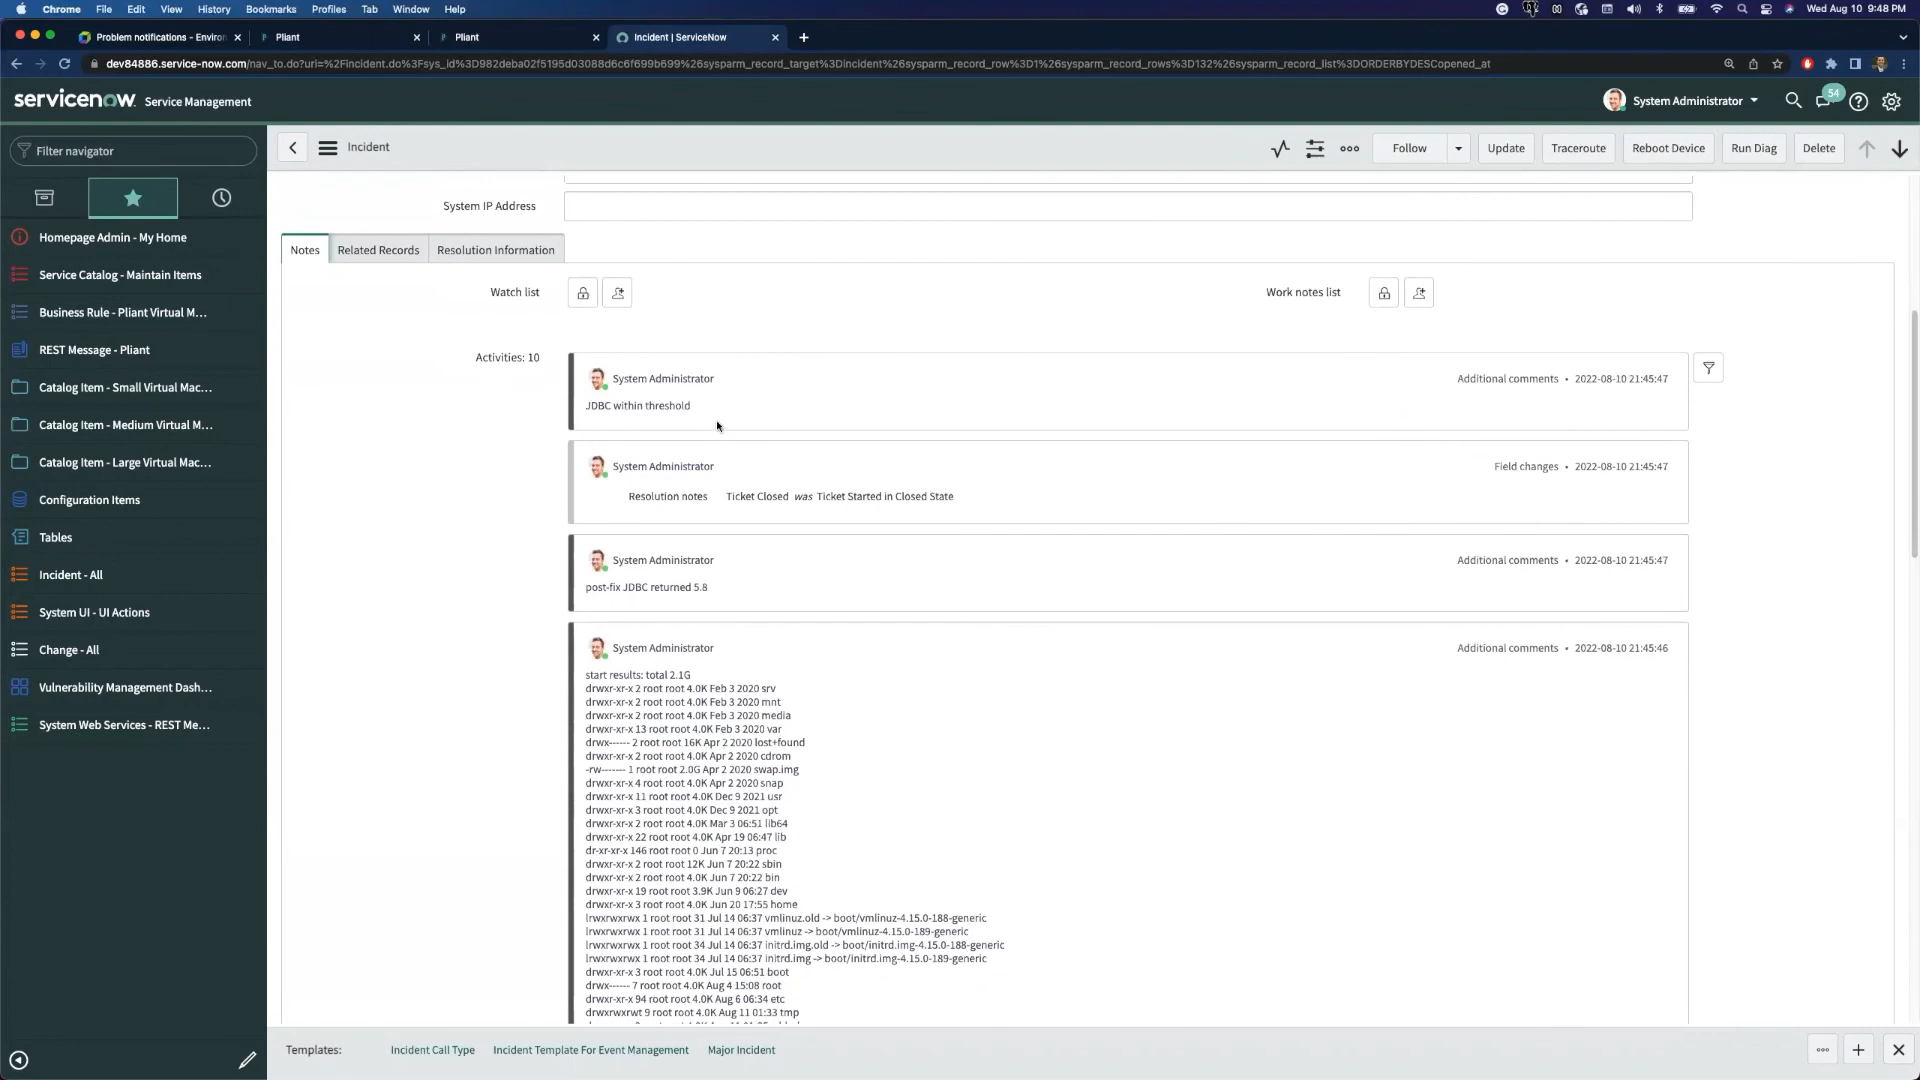 Chrome File Edit View History Bookmarks Profiles Tab Window Help
Wed Aug 10 9:48 PM
Problem notifications - Environ
Pliant
Pliant
Incident | ServiceNow
dev84886.service-now.com/nav_to.do?uri=%2Fincident.do%3Fsys_id%3D982deba02f5195d03088d6c6f699b699%26sysparm_record_target%3Dincident%26sysparm_record_row%3D1%26sysparm_record_rows%3D132%26sysparm_record_list%3DORDERBYDESCopened_at
servicenow. Service Management
System Administrator
54
Filter navigator
Homepage Admin - My Home
Service Catalog - Maintain Items
Business Rule - Pliant Virtual M...
REST Message - Pliant
Catalog Item - Small Virtual Mac...
Catalog Item - Medium Virtual M...
Catalog Item - Large Virtual Mac...
Configuration Items
Tables
Incident - All
System UI - UI Actions
Change - All
Vulnerability Management Dash...
System Web Services - REST Me...
Incident
Follow
Update
Traceroute
Reboot Device
Run Diag
Delete
System IP Address
Notes
Related Records
Resolution Information
Watch list
Work notes list
Activities: 10
System Administrator
Additional comments • 2022-08-10 21:45:47
JDBC within threshold
System Administrator
Field changes • 2022-08-10 21:45:47
Resolution notes Ticket Closed was Ticket Started in Closed State
System Administrator
Additional comments • 2022-08-10 21:45:47
post-fix JDBC returned 5.8
System Administrator
Additional comments • 2022-08-10 21:45:46
start results: total 2.1G
drwxr-xr-x 2 root root 4.0K Feb 3 2020 srv
drwxr-xr-x 2 root root 4.0K Feb 3 2020 mnt
drwxr-xr-x 2 root root 4.0K Feb 3 2020 media
drwxr-xr-x 13 root root 4.0K Feb 3 2020 var
drwx------ 2 root root 16K Apr 2 2020 lost+found
drwxr-xr-x 2 root root 4.0K Apr 2 2020 cdrom
-rw------- 1 root root 2.0G Apr 2 2020 swap.img
drwxr-xr-x 4 root root 4.0K Apr 2 2020 snap
drwxr-xr-x 11 root root 4.0K Dec 9 2021 usr
drwxr-xr-x 3 root root 4.0K Dec 9 2021 opt
drwxr-xr-x 2 root root 4.0K Mar 3 06:51 lib64
drwxr-xr-x 22 root root 4.0K Apr 19 06:47 lib
dr-xr-xr-x 146 root root 0 Jun 7 20:13 proc
drwxr-xr-x 2 root root 12K Jun 7 20:22 sbin
drwxr-xr-x 2 root root 4.0K Jun 7 20:22 bin
drwxr-xr-x 19 root root 3.9K Jun 9 06:27 dev
drwxr-xr-x 3 root root 4.0K Jun 20 17:55 home
lrwxrwxrwx 1 root root 31 Jul 14 06:37 vmlinuz.old -> boot/vmlinuz-4.15.0-188-generic
lrwxrwxrwx 1 root root 31 Jul 14 06:37 vmlinuz -> boot/vmlinuz-4.15.0-189-generic
lrwxrwxrwx 1 root root 34 Jul 14 06:37 initrd.img.old -> boot/initrd.img-4.15.0-188-generic
lrwxrwxrwx 1 root root 34 Jul 14 06:37 initrd.img -> boot/initrd.img-4.15.0-189-generic
drwxr-xr-x 3 root root 4.0K Jul 15 06:51 boot
drwx------ 7 root root 4.0K Aug 4 15:08 root
drwxr-xr-x 94 root root 4.0K Aug 6 06:34 etc
drwxrwxrwt 9 root root 4.0K Aug 11 01:33 tmp
Templates:
Incident Call Type
Incident Template For Event Management
Major Incident